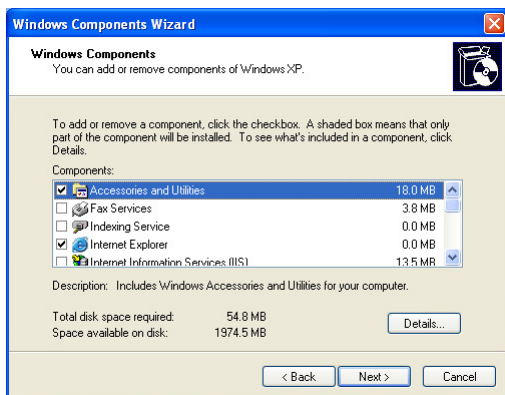 Windows Components Wizard
Windows Components
You can add or remove components of Windows XP.
To add or remove a component, click the checkbox. A shaded box means that only
part of the component will be installed. To see what's included in a component, click
Details.
Components:
Accessories and Utilities 18.0 MB
Fax Services 3.8 MB
Indexing Service 0.0 MB
Internet Explorer 0.0 MB
Internet Information Services (IIS) 13.5 MB
Description: Includes Windows Accessories and Utilities for your computer.
Total disk space required: 54.8 MB
Space available on disk: 1974.5 MB
Details...
< Back Next > Cancel